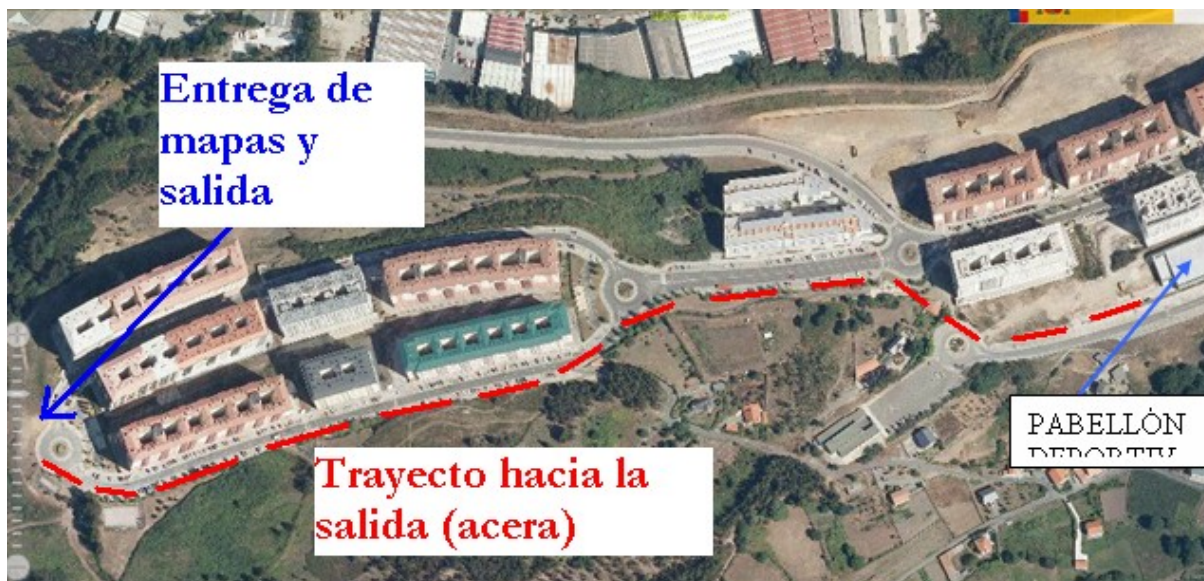 Entrega de
mapas y
salida
PABELLÓN
Trayecto hacia la
salida (acera)